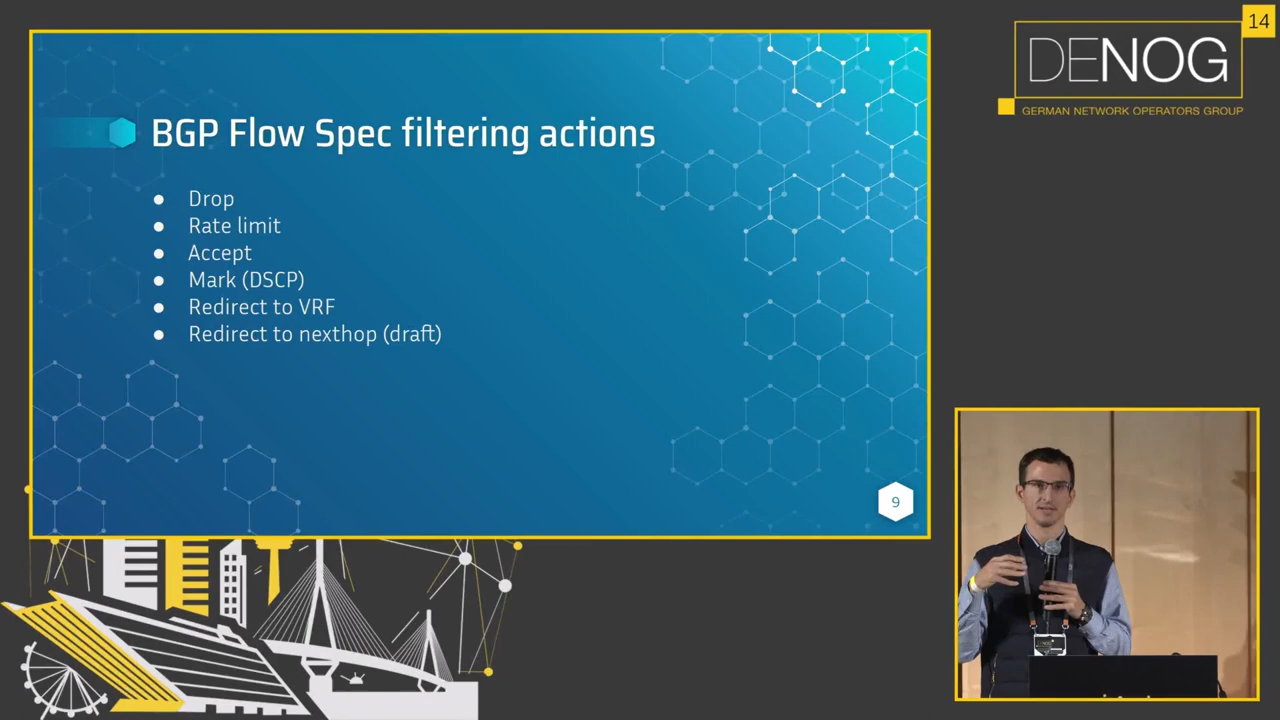 14
DENOG
GERMAN NETWORK OPERATORS GROUP
BGP Flow Spec filtering actions
● Drop
● Rate limit
● Accept
● Mark (DSCP)
● Redirect to VRF
● Redirect to nexthop (draft)
9